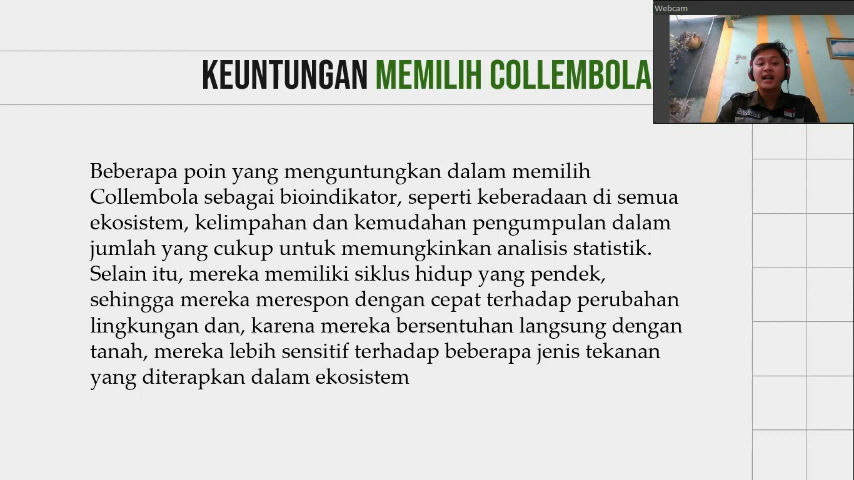 Webcam
KEUNTUNGAN MEMILIH COLLEMBOLA
Beberapa poin yang menguntungkan dalam memilih
Collembola sebagai bioindikator, seperti keberadaan di semua
ekosistem, kelimpahan dan kemudahan pengumpulan dalam
jumlah yang cukup untuk memungkinkan analisis statistik.
Selain itu, mereka memiliki siklus hidup yang pendek,
sehingga mereka merespon dengan cepat terhadap perubahan
lingkungan dan, karena mereka bersentuhan langsung dengan
tanah, mereka lebih sensitif terhadap beberapa jenis tekanan
yang diterapkan dalam ekosistem